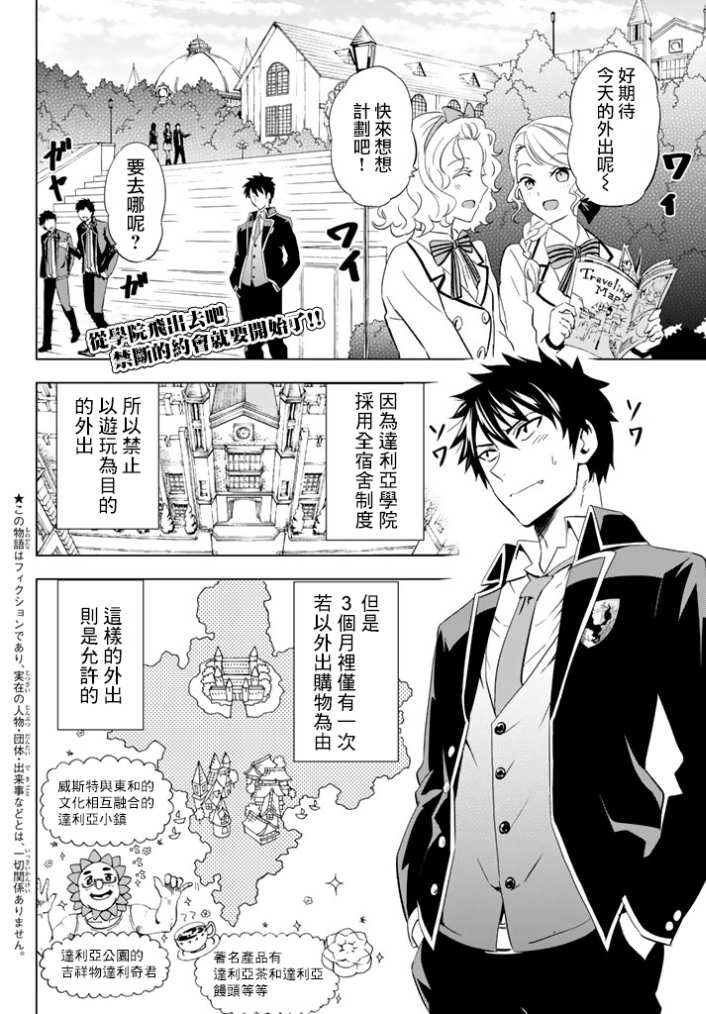 好期待
今天的外出呢～
快來想想
計劃吧！
ワイ
ワイ
要去哪呢？
ガヤ
ガヤ
Traveling
Map
從學院飛出去吧
禁斷的約會就要開始了!!
因為達利亞學院
採用全宿舍制度
所以禁止
以遊玩為目的
的外出
ソワ
ソワ
但是
3個月裡僅有一次
若以外出購物為由
這樣的外出
則是允許的
威斯特與東和的
文化相互融合的
達利亞小鎮
達利亞公園的
吉祥物達利奇君
著名產品有
達利亞茶和達利亞
饅頭等等
★この物語はフィクションであり、実在の人物・団体・出来事などとは、一切関係ありません。